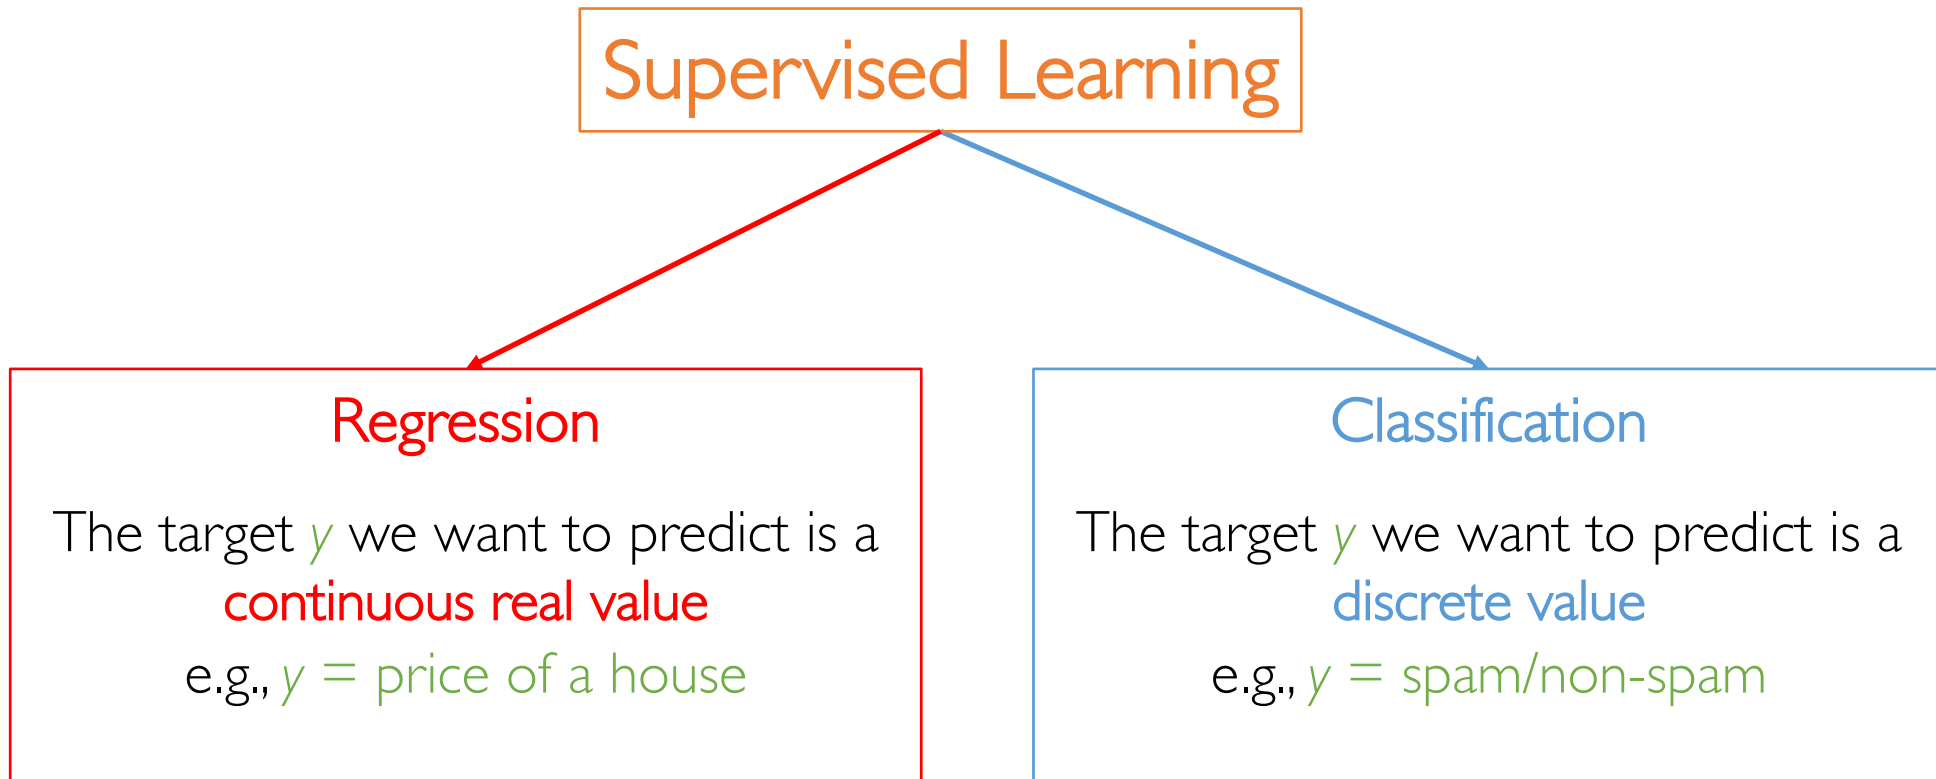 Supervised Learning
Regression
The target y we want to predict is a
continuous real value
e.g., y = price of a house
Classification
The target y we want to predict is a
discrete value
e.g., y = spam/non-spam